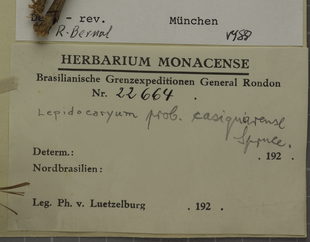 - rev. München
R. Bernal 1988
HERBARIUM MONACENSE
Brasilianische Grenzexpeditionen General Rondon
Nr. 22664.
Lepidocaryum prob. casiquiarense
Spruce.
Determ.: . 192 .
Nordbrasilien:
Leg. Ph. v. Luetzelburg . 192 .